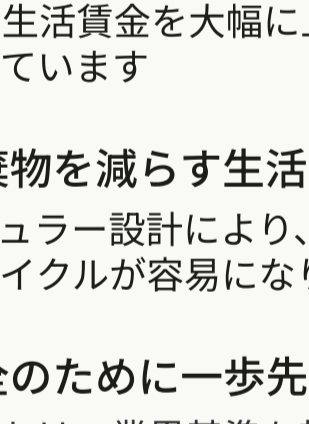 生活賃金を大幅に
ています
物を減らす生活
ュラー設計により、
イクルが容易になり
のために一歩先